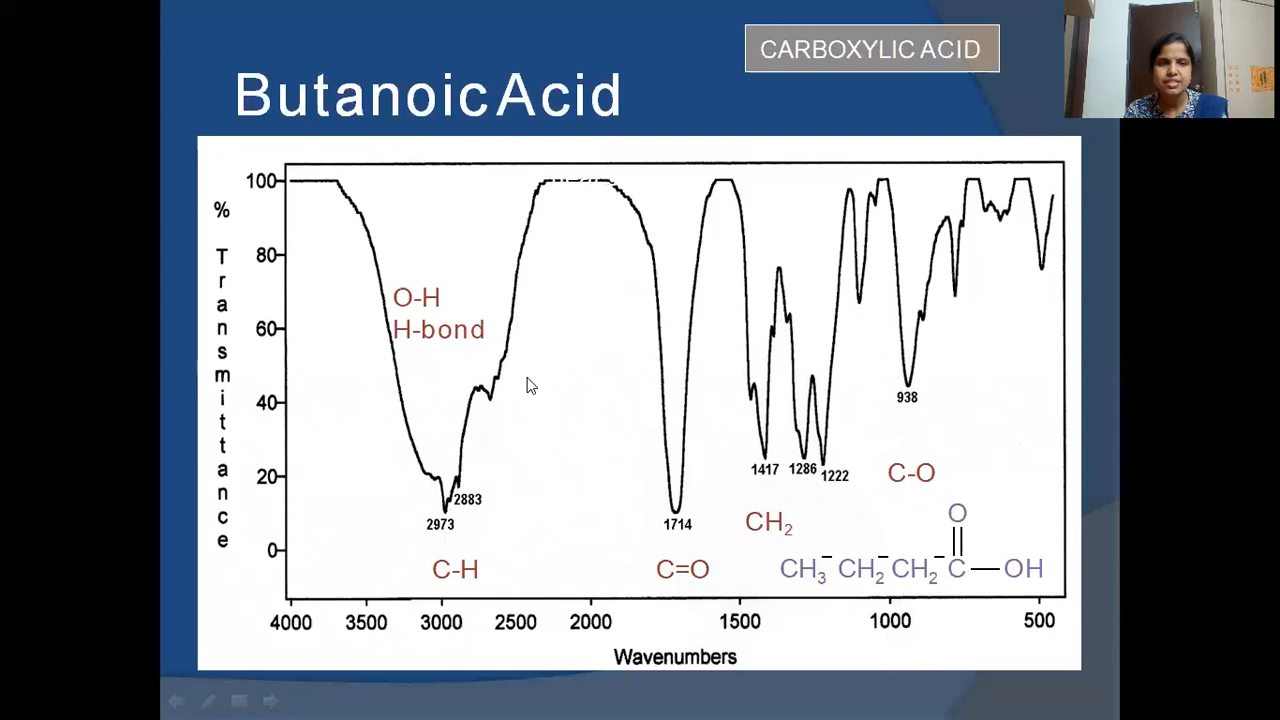 CARBOXYLIC ACID
Butanoic Acid
% Transmittance
100
80
60
40
20
0
O-H
H-bond
2973
2883
1714
1417
1286
1222
938
C-H
C=O
CH₂
C-O
O
CH₃-CH₂-CH₂-C—OH
4000 3500 3000 2500 2000 1500 1000 500
Wavenumbers